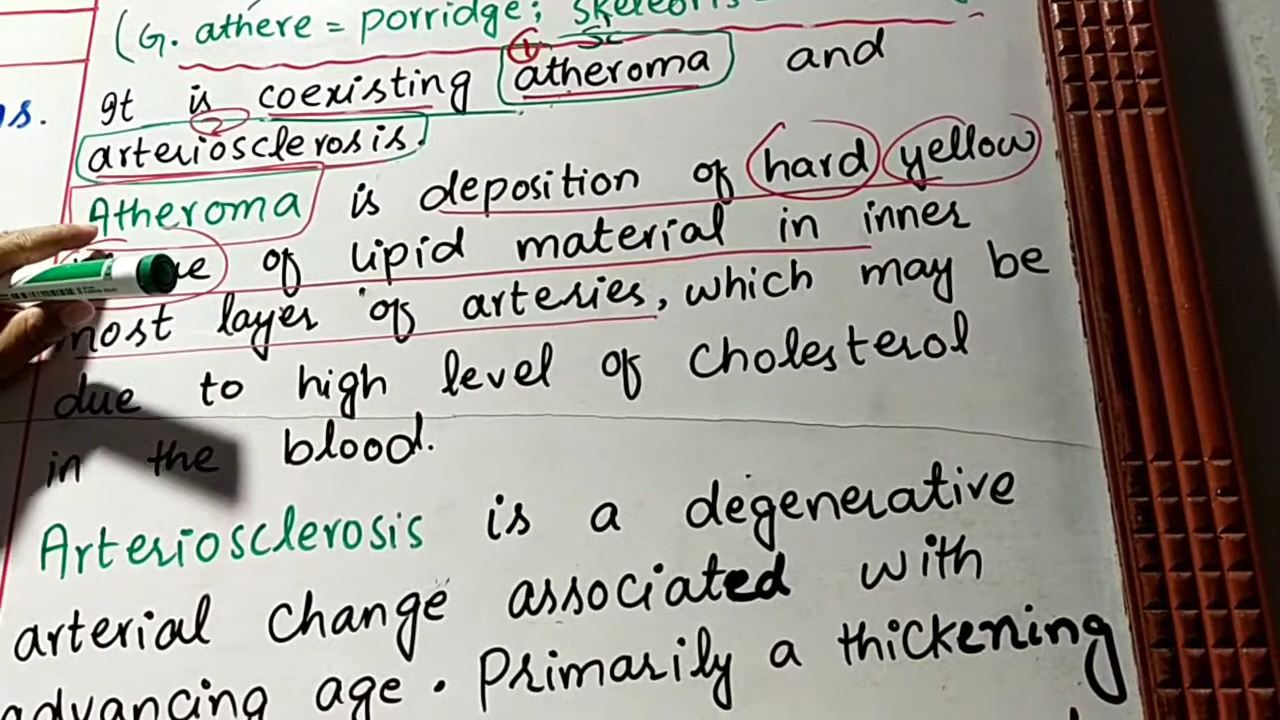 (G. athere = porridge;
It is coexisting atheroma and
arteriosclerosis.
Atheroma is deposition of hard yellow
of lipid material in inner
most layer of arteries, which may be
due to high level of cholesterol
in the blood.
Arteriosclerosis is a degenerative
arterial change associated with
advancing age. Primarily a thickening